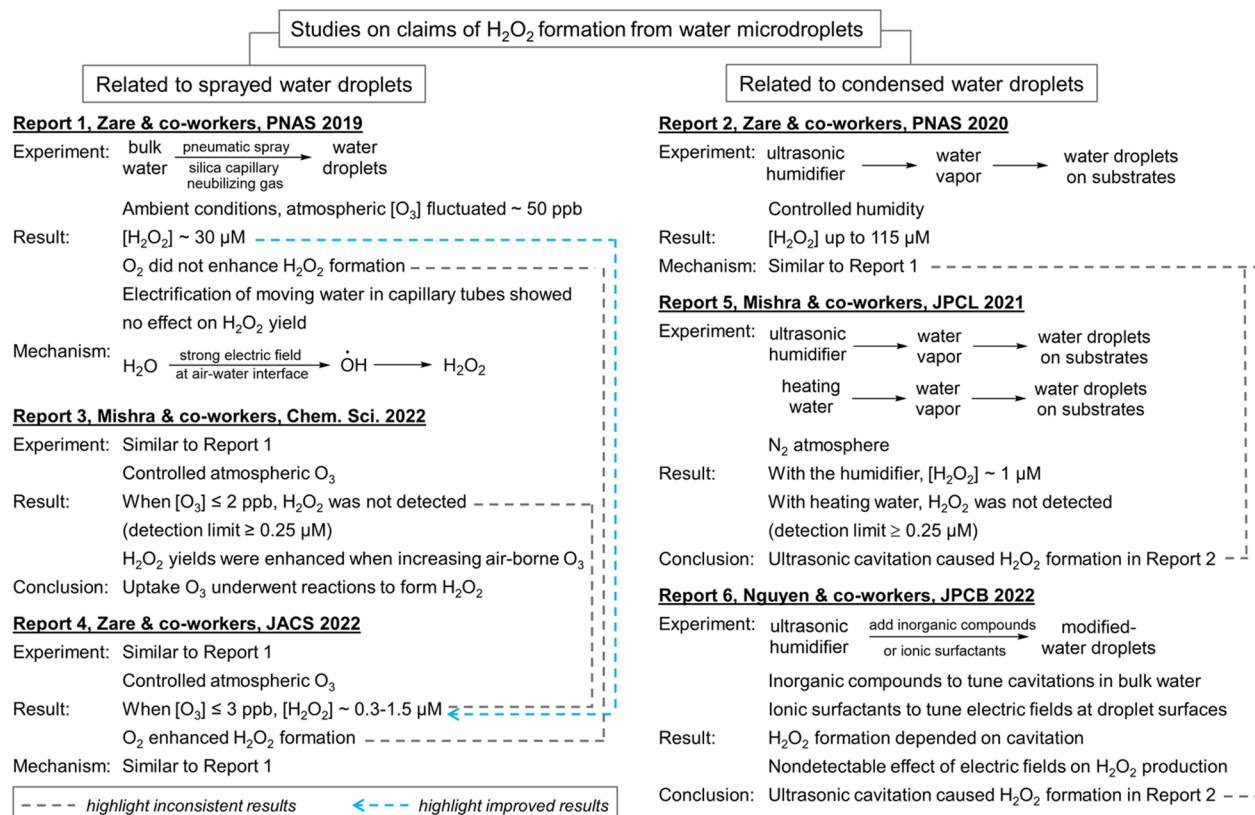 Studies on claims of H₂O₂ formation from water microdroplets
Related to sprayed water droplets
Report 1, Zare & co-workers, PNAS 2019
Experiment: bulk water pneumatic spray silica capillary neubilizing gas water droplets
Ambient conditions, atmospheric [O₃] fluctuated ~ 50 ppb
Result: [H₂O₂] ~ 30 µM
O₂ did not enhance H₂O₂ formation
Electrification of moving water in capillary tubes showed
no effect on H₂O₂ yield
Mechanism: H₂O strong electric field at air-water interface ȮH H₂O₂
Report 3, Mishra & co-workers, Chem. Sci. 2022
Experiment: Similar to Report 1
Controlled atmospheric O₃
Result: When [O₃] ≤ 2 ppb, H₂O₂ was not detected
(detection limit ≥ 0.25 µM)
H₂O₂ yields were enhanced when increasing air-borne O₃
Conclusion: Uptake O₃ underwent reactions to form H₂O₂
Report 4, Zare & co-workers, JACS 2022
Experiment: Similar to Report 1
Controlled atmospheric O₃
Result: When [O₃] ≤ 3 ppb, [H₂O₂] ~ 0.3-1.5 µM
O₂ enhanced H₂O₂ formation
Mechanism: Similar to Report 1
highlight inconsistent results highlight improved results
Related to condensed water droplets
Report 2, Zare & co-workers, PNAS 2020
Experiment: ultrasonic humidifier water vapor water droplets on substrates
Controlled humidity
Result: [H₂O₂] up to 115 µM
Mechanism: Similar to Report 1
Report 5, Mishra & co-workers, JPCL 2021
Experiment: ultrasonic humidifier water vapor water droplets on substrates
heating water water vapor water droplets on substrates
N₂ atmosphere
Result: With the humidifier, [H₂O₂] ~ 1 µM
With heating water, H₂O₂ was not detected
(detection limit ≥ 0.25 µM)
Conclusion: Ultrasonic cavitation caused H₂O₂ formation in Report 2
Report 6, Nguyen & co-workers, JPCB 2022
Experiment: ultrasonic humidifier add inorganic compounds or ionic surfactants modified-water droplets
Inorganic compounds to tune cavitations in bulk water
Ionic surfactants to tune electric fields at droplet surfaces
Result: H₂O₂ formation depended on cavitation
Nondetectable effect of electric fields on H₂O₂ production
Conclusion: Ultrasonic cavitation caused H₂O₂ formation in Report 2